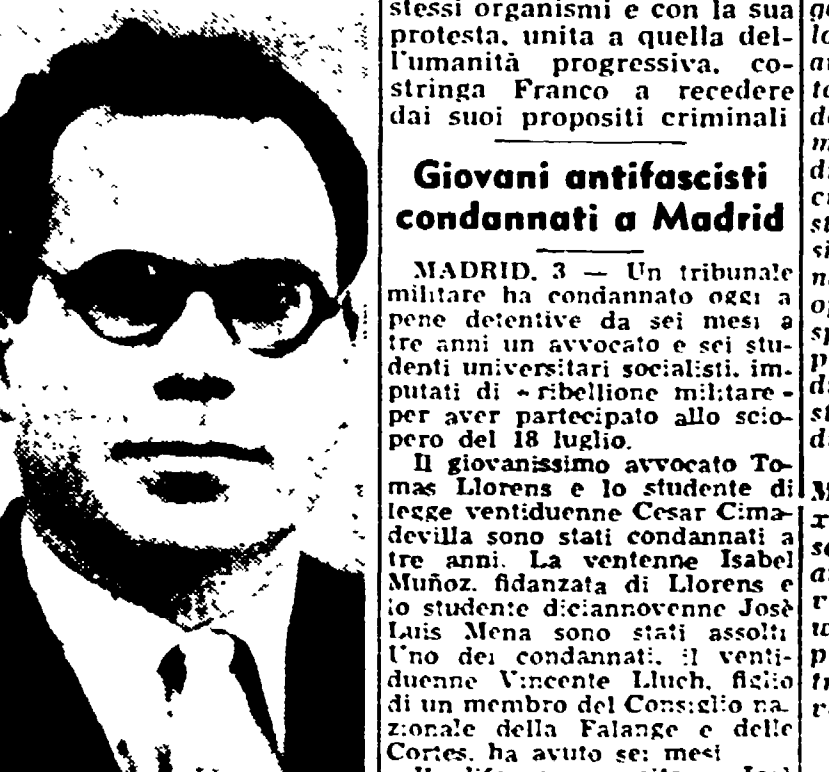 stessi organismi e con la sua
protesta, unita a quella del-
l'umanità progressiva, co-
stringa Franco a recedere
dai suoi propositi criminali
Giovani antifascisti
condannati a Madrid
MADRID, 3 — Un tribunale
militare ha condannato oggi a
pene detentive da sei mesi a
tre anni un avvocato e sei stu-
denti universitari socialisti, im-
putati di « ribellione militare »
per aver partecipato allo scio-
pero del 18 luglio.
Il giovanissimo avvocato To-
mas Llorens e lo studente di
legge ventiduenne Cesar Cima-
devilla sono stati condannati a
tre anni. La ventenne Isabel
Muñoz, fidanzata di Llorens e
lo studente diciannovenne Josè
Luis Mena sono stati assolti
Uno dei condannati, il venti-
duenne Vincente Lluch, figlio
di un membro del Consiglio na-
zionale della Falange e delle
Cortes, ha avuto sei mesi